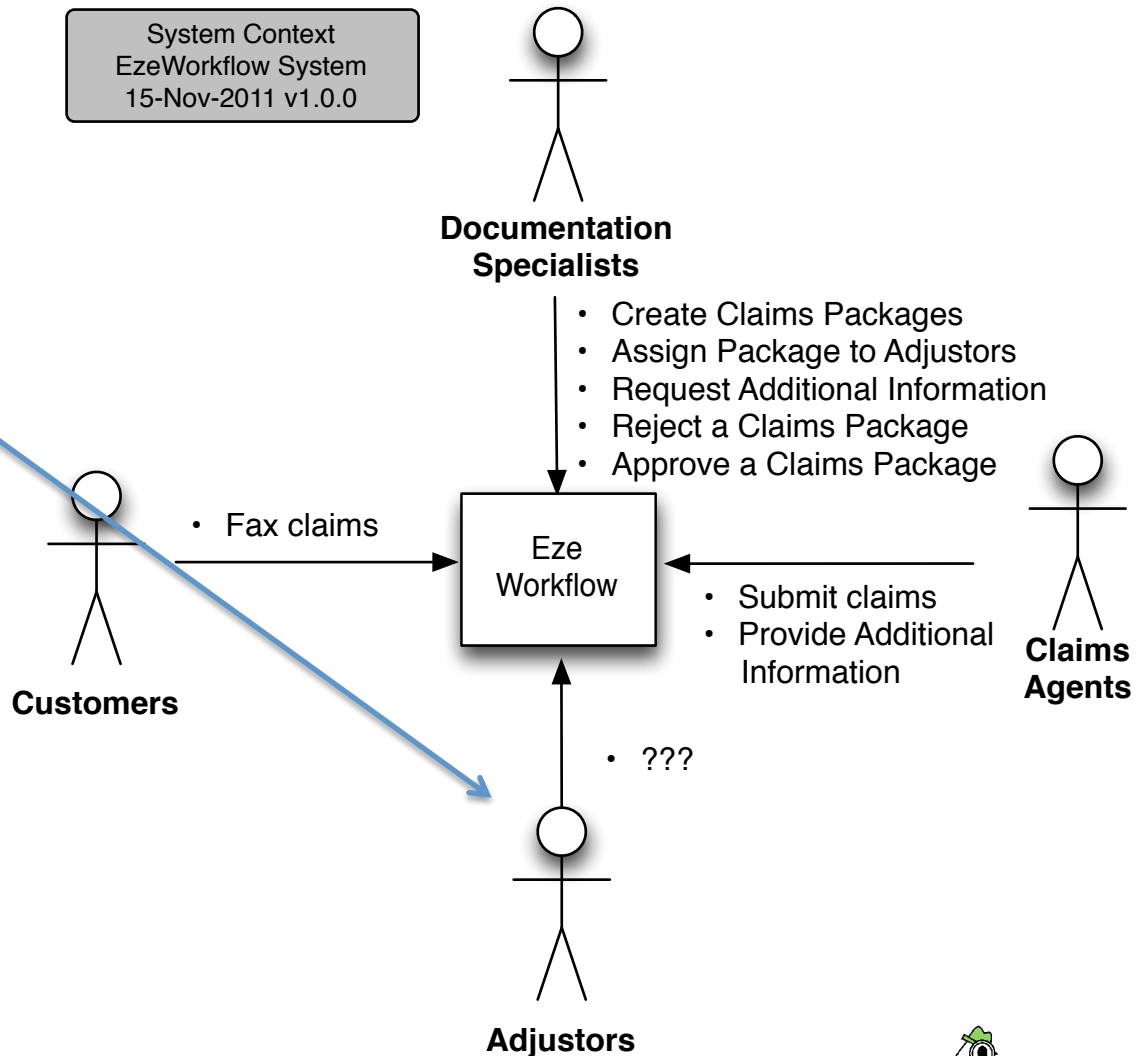 System Context
EzeWorkflow System
15-Nov-2011 v1.0.0
Documentation
Specialists
• Create Claims Packages
• Assign Package to Adjustors
• Request Additional Information
• Reject a Claims Package
• Approve a Claims Package
• Fax claims
Eze
Workflow
• Submit claims
• Provide Additional
Information
Claims
Agents
Customers
• ???
Adjustors